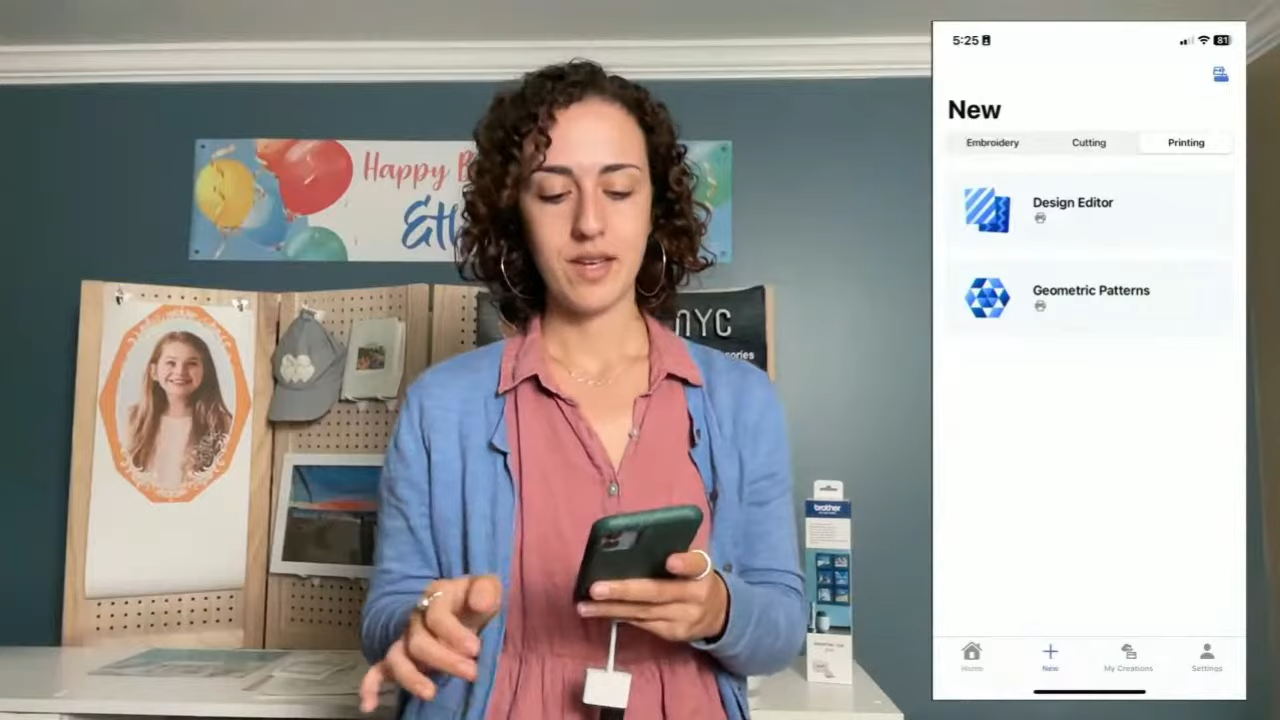 5:25
81
New
Embroidery
Cutting
Printing
Design Editor
Geometric Patterns
Home
New
My Creations
Settings
Happy
NYC
brother